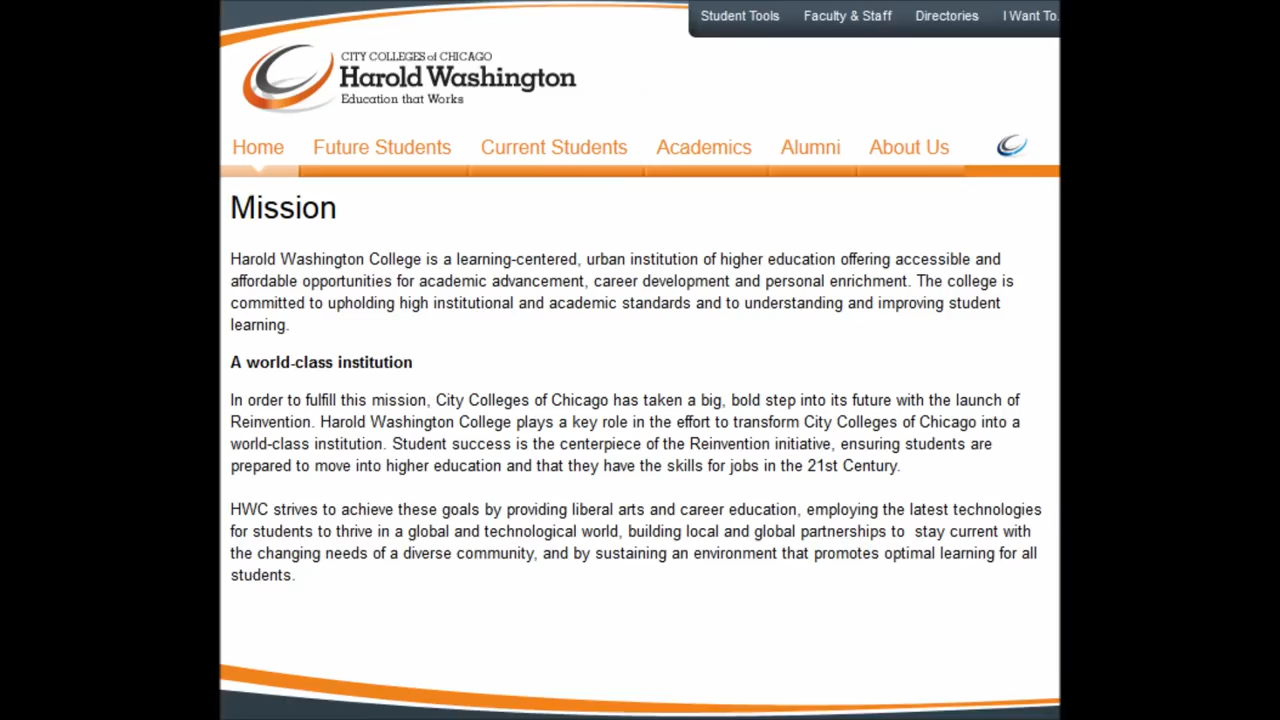 Student Tools Faculty & Staff Directories I Want To.
CITY COLLEGES of CHICAGO
Harold Washington
Education that Works
Home Future Students Current Students Academics Alumni About Us
Mission
Harold Washington College is a learning-centered, urban institution of higher education offering accessible and
affordable opportunities for academic advancement, career development and personal enrichment. The college is
committed to upholding high institutional and academic standards and to understanding and improving student
learning.
A world-class institution
In order to fulfill this mission, City Colleges of Chicago has taken a big, bold step into its future with the launch of
Reinvention. Harold Washington College plays a key role in the effort to transform City Colleges of Chicago into a
world-class institution. Student success is the centerpiece of the Reinvention initiative, ensuring students are
prepared to move into higher education and that they have the skills for jobs in the 21st Century.
HWC strives to achieve these goals by providing liberal arts and career education, employing the latest technologies
for students to thrive in a global and technological world, building local and global partnerships to  stay current with
the changing needs of a diverse community, and by sustaining an environment that promotes optimal learning for all
students.